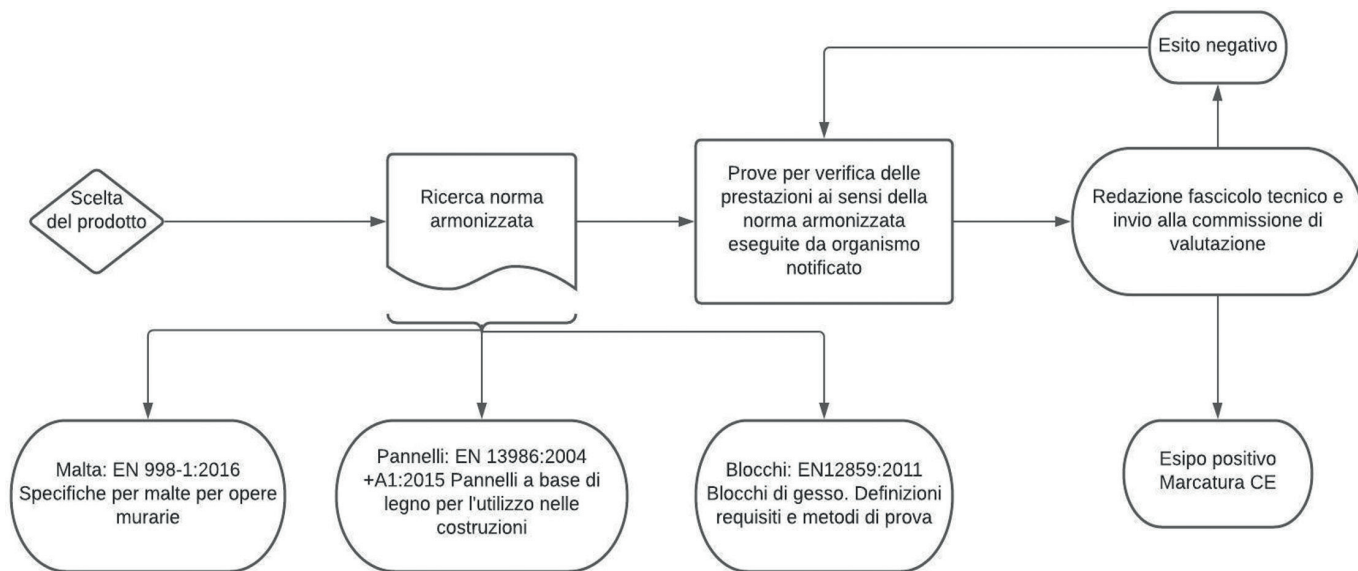 Esito negativo
Scelta
del prodotto
Ricerca norma
armonizzata
Prove per verifica delle
prestazioni ai sensi della
norma armonizzata
eseguite da organismo
notificato
Redazione fascicolo tecnico e
invio alla commissione di
valutazione
Malta: EN 998-1:2016
Specifiche per malte per opere
murarie
Pannelli: EN 13986:2004
+A1:2015 Pannelli a base di
legno per l'utilizzo nelle
costruzioni
Blocchi: EN12859:2011
Blocchi di gesso. Definizioni
requisiti e metodi di prova
Esipo positivo
Marcatura CE